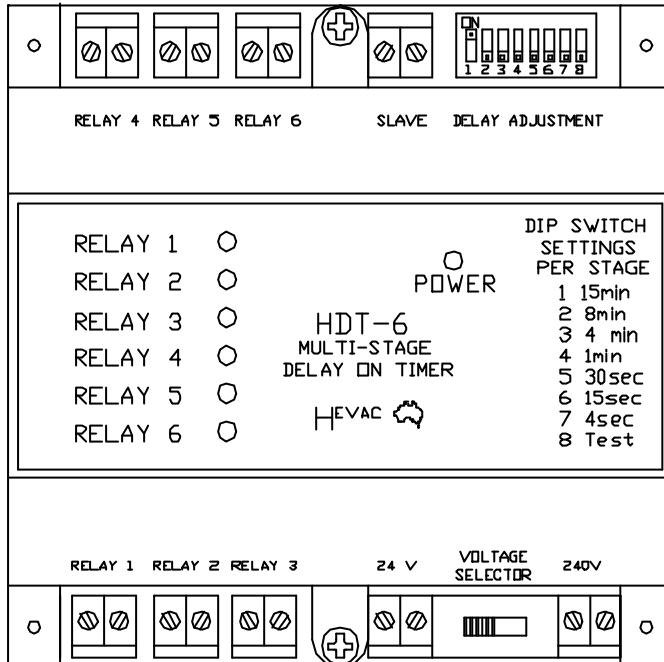 ON
1 2 3 4 5 6 7 8
RELAY 4 RELAY 5 RELAY 6 SLAVE DELAY ADJUSTMENT
RELAY 1
RELAY 2
RELAY 3
RELAY 4
RELAY 5
RELAY 6
POWER
HDT-6
MULTI-STAGE
DELAY ON TIMER
HEVAC
DIP SWITCH
SETTINGS
PER STAGE
1 15min
2 8min
3 4 min
4 1min
5 30sec
6 15sec
7 4sec
8 Test
RELAY 1 RELAY 2 RELAY 3 24 V VOLTAGE
SELECTOR 240V